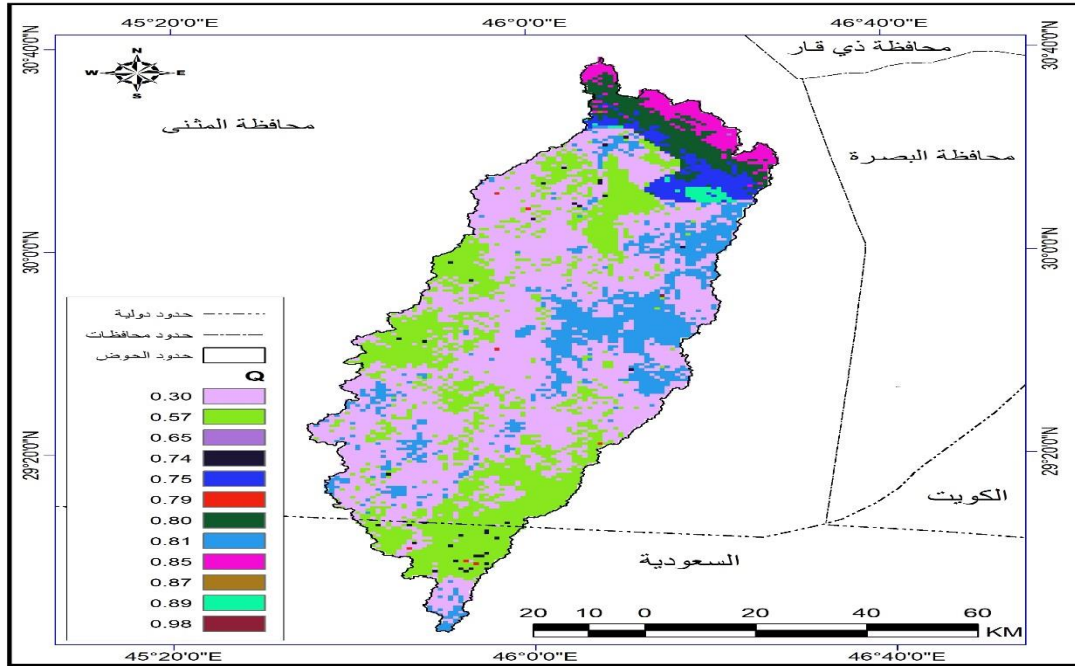 45°20'0"E 46°0'0"E 46°40'0"E
30°40'0"N
30°40'0"N
N
W E
S
محافظة ذي قار
محافظة المثنى
محافظة البصرة
30°0'0"N
30°0'0"N
حدود دولية
حدود محافظات
حدود الحوض
Q
0.30
0.57
0.65
0.74
0.75
0.79
0.80
0.81
0.85
0.87
0.89
0.98
29°20'0"N
29°20'0"N
الكويت
السعودية
20 10 0 20 40 60
KM
45°20'0"E 46°0'0"E 46°40'0"E